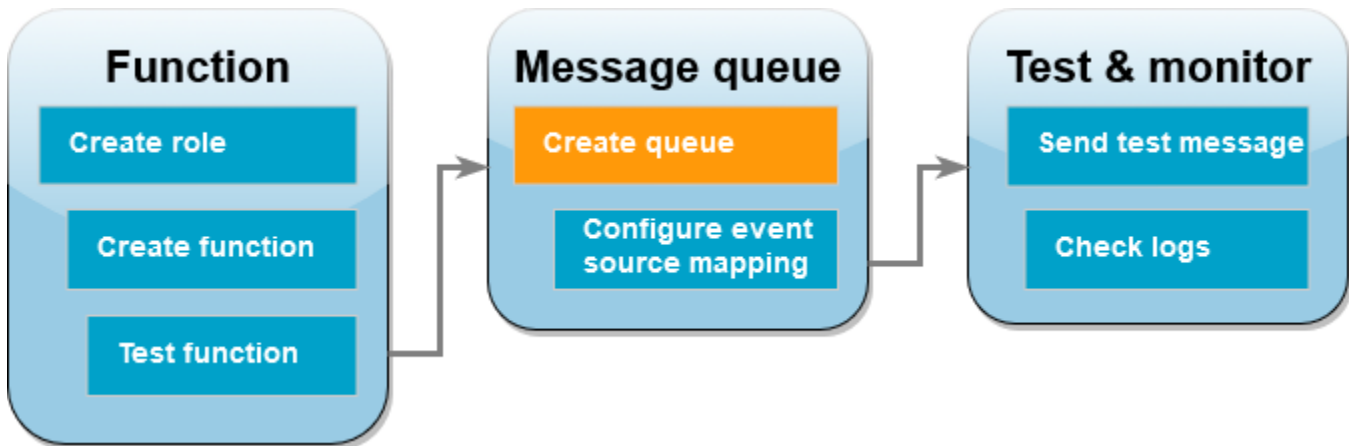 Function
Create role
Create function
Test function
Message queue
Create queue
Configure event
source mapping
Test & monitor
Send test message
Check logs